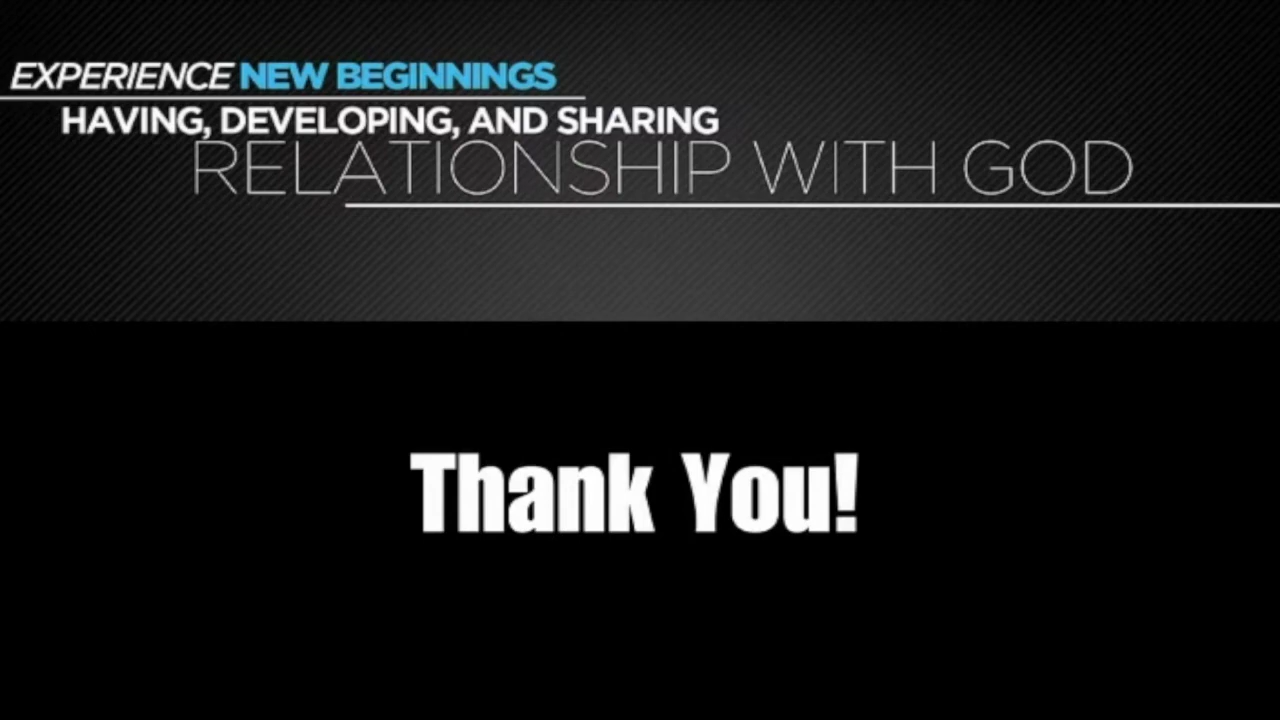 EXPERIENCE NEW BEGINNINGS
HAVING, DEVELOPING, AND SHARING
RELATIONSHIP WITH GOD
Thank You!